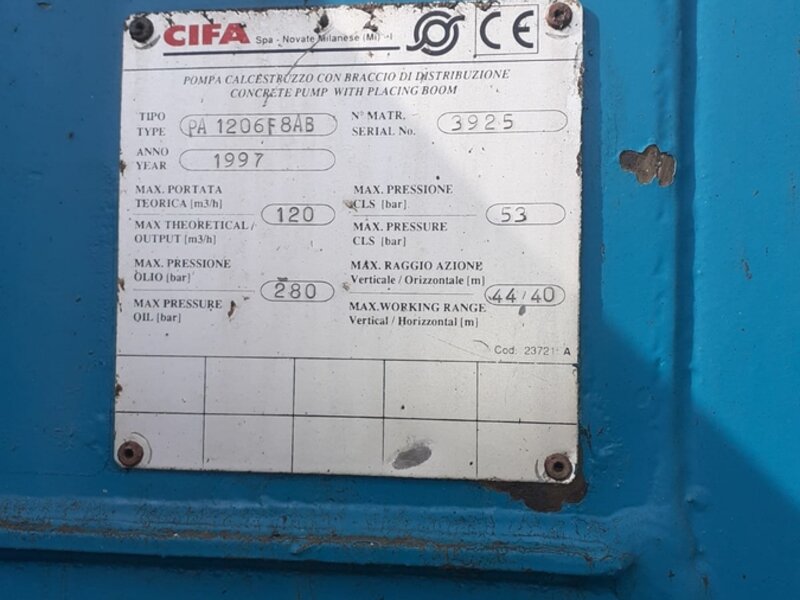 CIFA Spa - Novate Milanese (Mi) - I CE
POMPA CALCESTRUZZO CON BRACCIO DI DISTRIBUZIONE
CONCRETE PUMP WITH PLACING BOOM
TIPO
TYPE PA 1206F8AB
N° MATR.
SERIAL No. 3925
ANNO
YEAR 1997
MAX. PORTATA
TEORICA [m3/h]
MAX THEORETICAL/
OUTPUT [m3/h]
120
MAX. PRESSIONE
CLS [bar]
MAX. PRESSURE
CLS [bar]
53
MAX. PRESSIONE
OLIO [bar]
MAX PRESSURE
OIL [bar]
280
MAX. RAGGIO AZIONE
Verticale / Orizzontale [m]
MAX. WORKING RANGE
Vertical / Horizzontal [m]
44/40
Cod. A